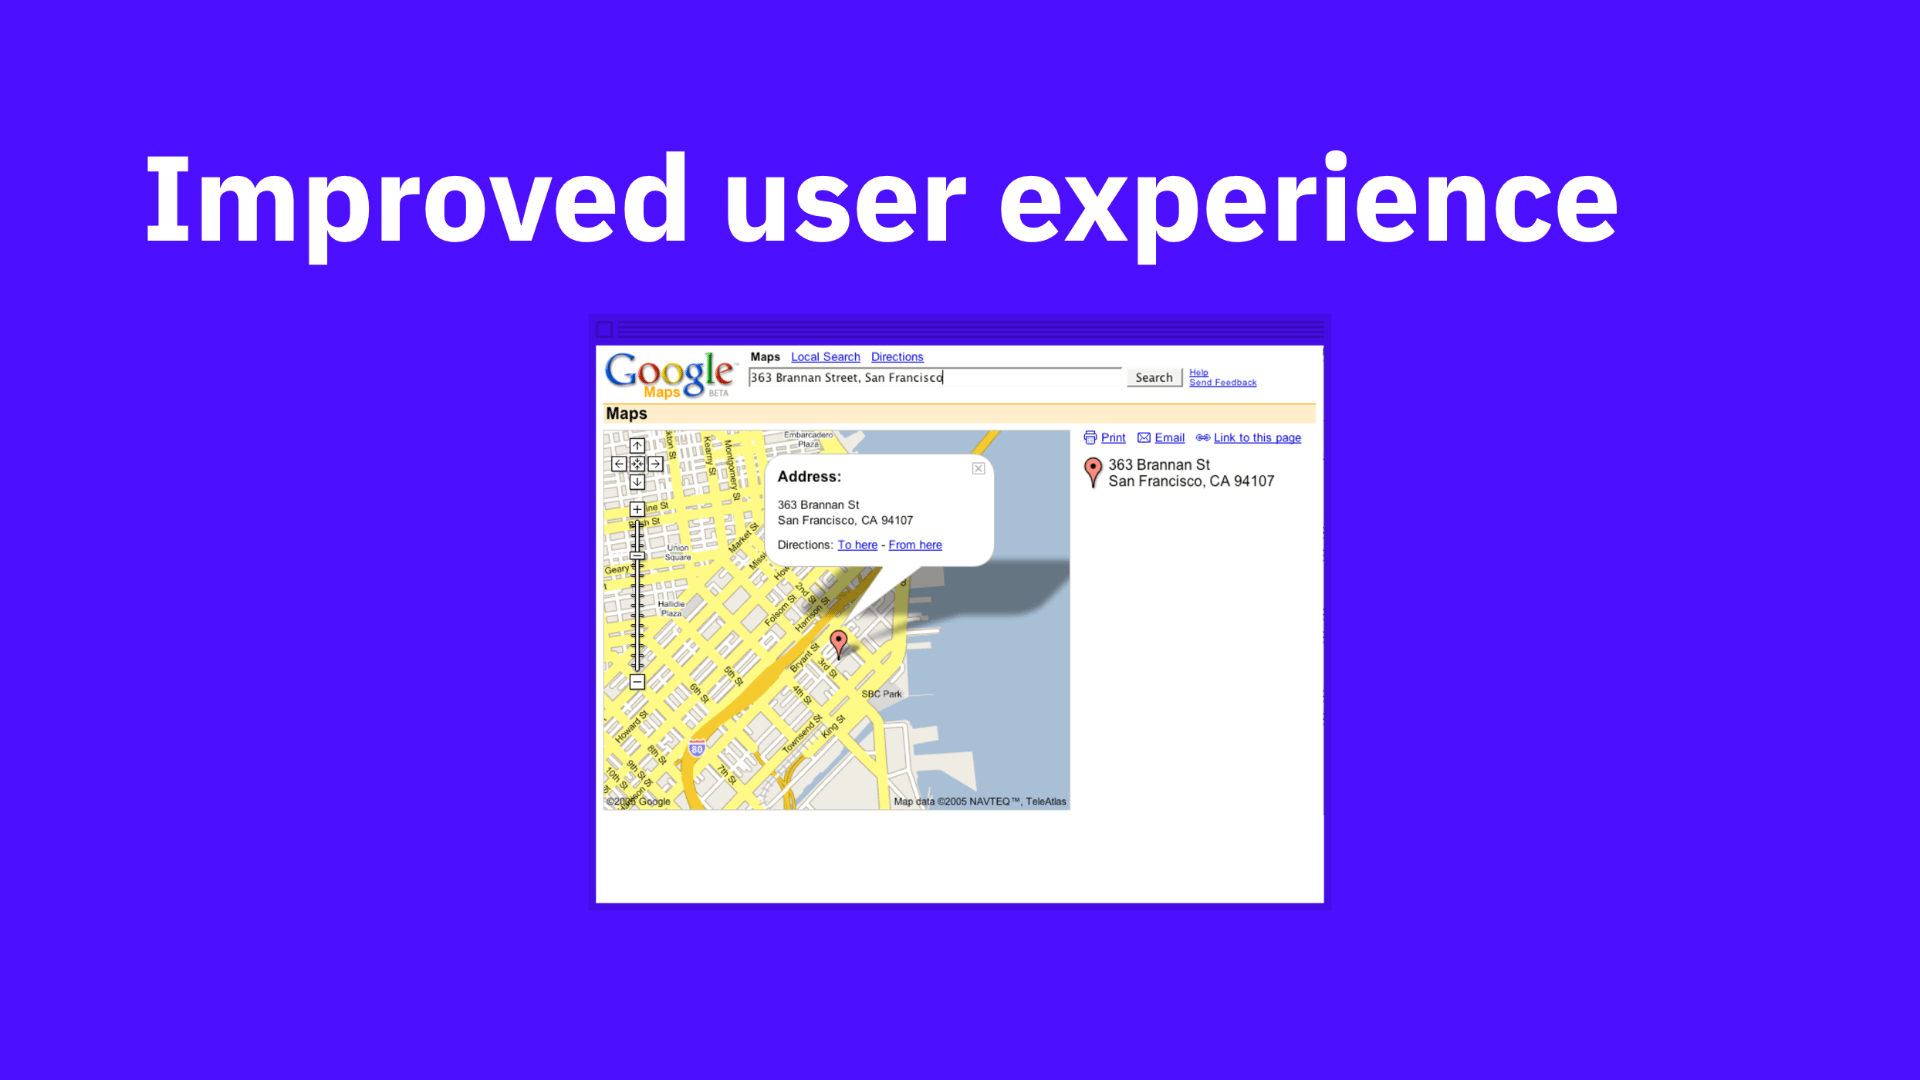 Improved user experience
Google™
Maps BETA
Maps Local Search Directions
363 Brannan Street, San Francisco
Search
Help
Send Feedback
Maps
Print Email Link to this page
363 Brannan St
San Francisco, CA 94107
Address:
363 Brannan St
San Francisco, CA 94107
Directions: To here - From here
Embarcadero
Plaza
Kearny St
Montgomery St
Union
Square
Market St
Geary
Hallidie
Plaza
2nd St
Folsom St
Harrison St
Bryant St
3rd St
4th St
5th St
6th St
SBC Park
Howard St
Townsend St
King St
80
7th St
8th St
9th St
10th St
Map data ©2005 NAVTEQ™, TeleAtlas